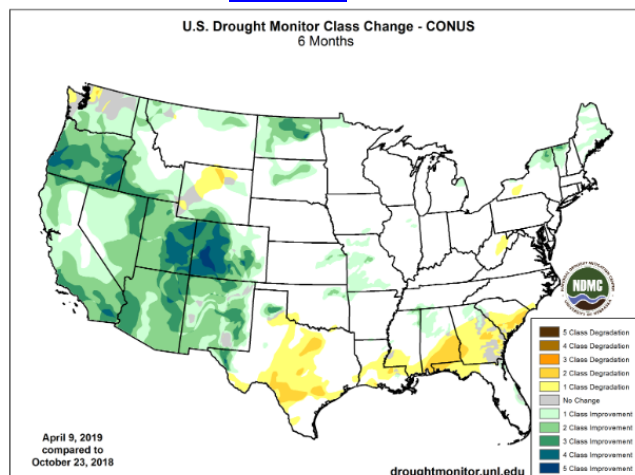 U.S. Drought Monitor Class Change - CONUS
6 Months
NDMC
5 Class Degradation
4 Class Degradation
3 Class Degradation
2 Class Degradation
1 Class Degradation
No Change
1 Class Improvement
2 Class Improvement
3 Class Improvement
4 Class Improvement
5 Class Improvement
April 9, 2019
compared to
October 23, 2018
droughtmonitor.unl.edu